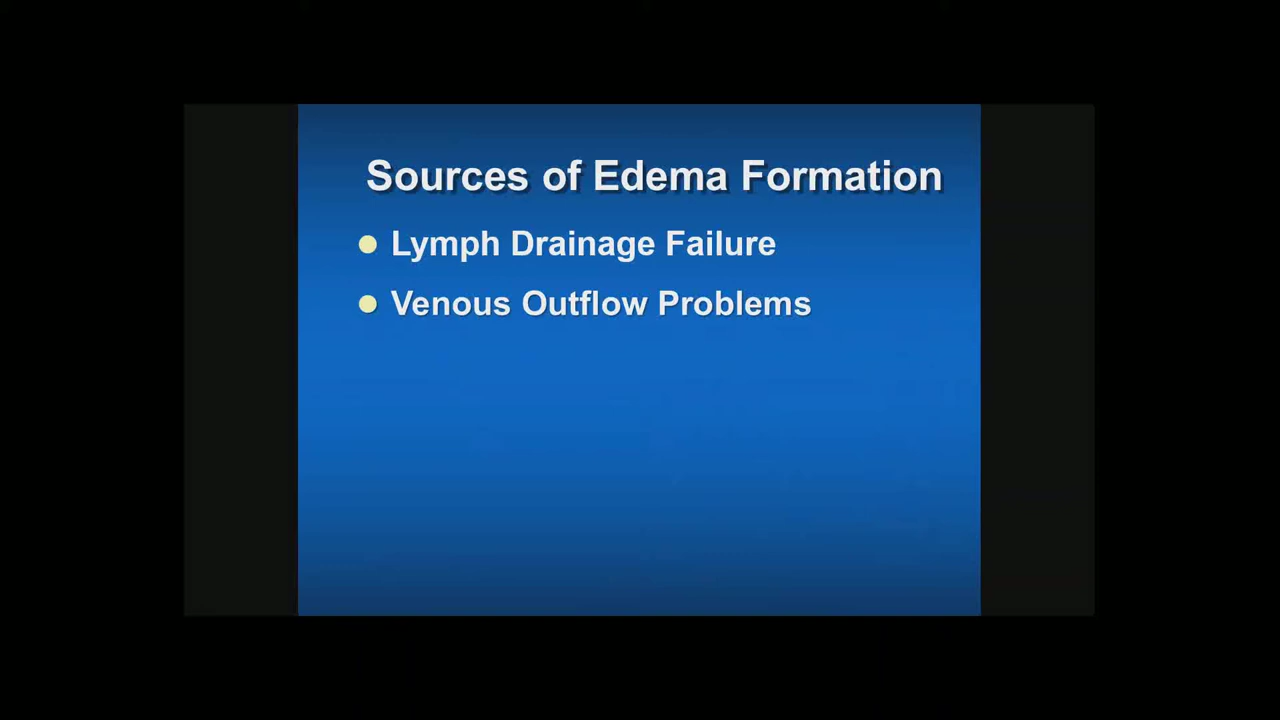 Sources of Edema Formation
Lymph Drainage Failure
Venous Outflow Problems